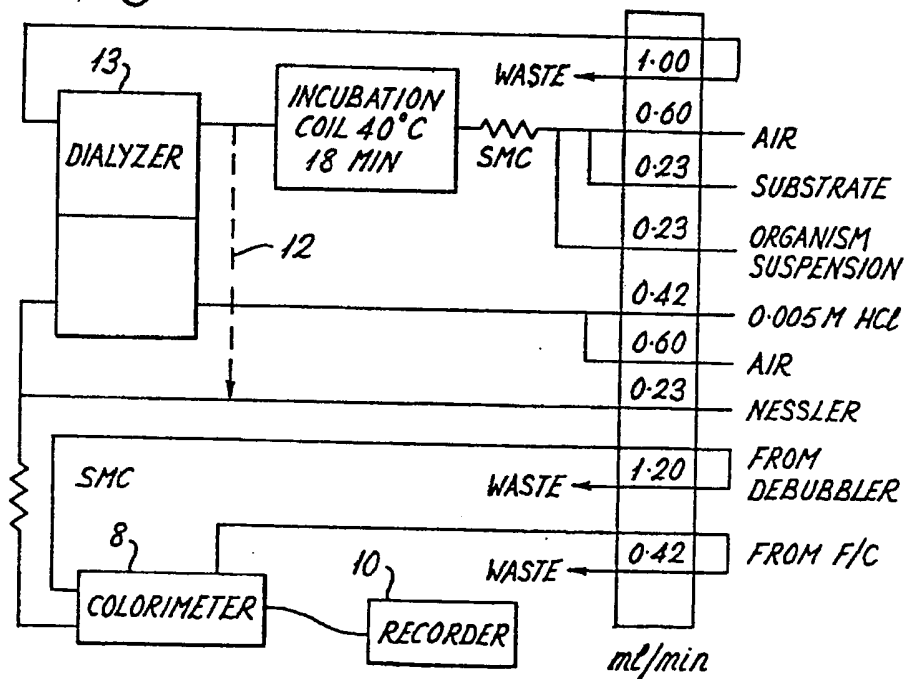 13
DIALYZER
INCUBATION
COIL 40°C
18 MIN
SMC
12
WASTE
1.00
0.60
AIR
0.23
SUBSTRATE
0.23
ORGANISM
SUSPENSION
0.42
0.005M HCl
0.60
AIR
0.23
NESSLER
SMC
1.20
FROM
DEBUBBLER
WASTE
8
COLORIMETER
10
RECORDER
WASTE
0.42
FROM F/C
ml/min